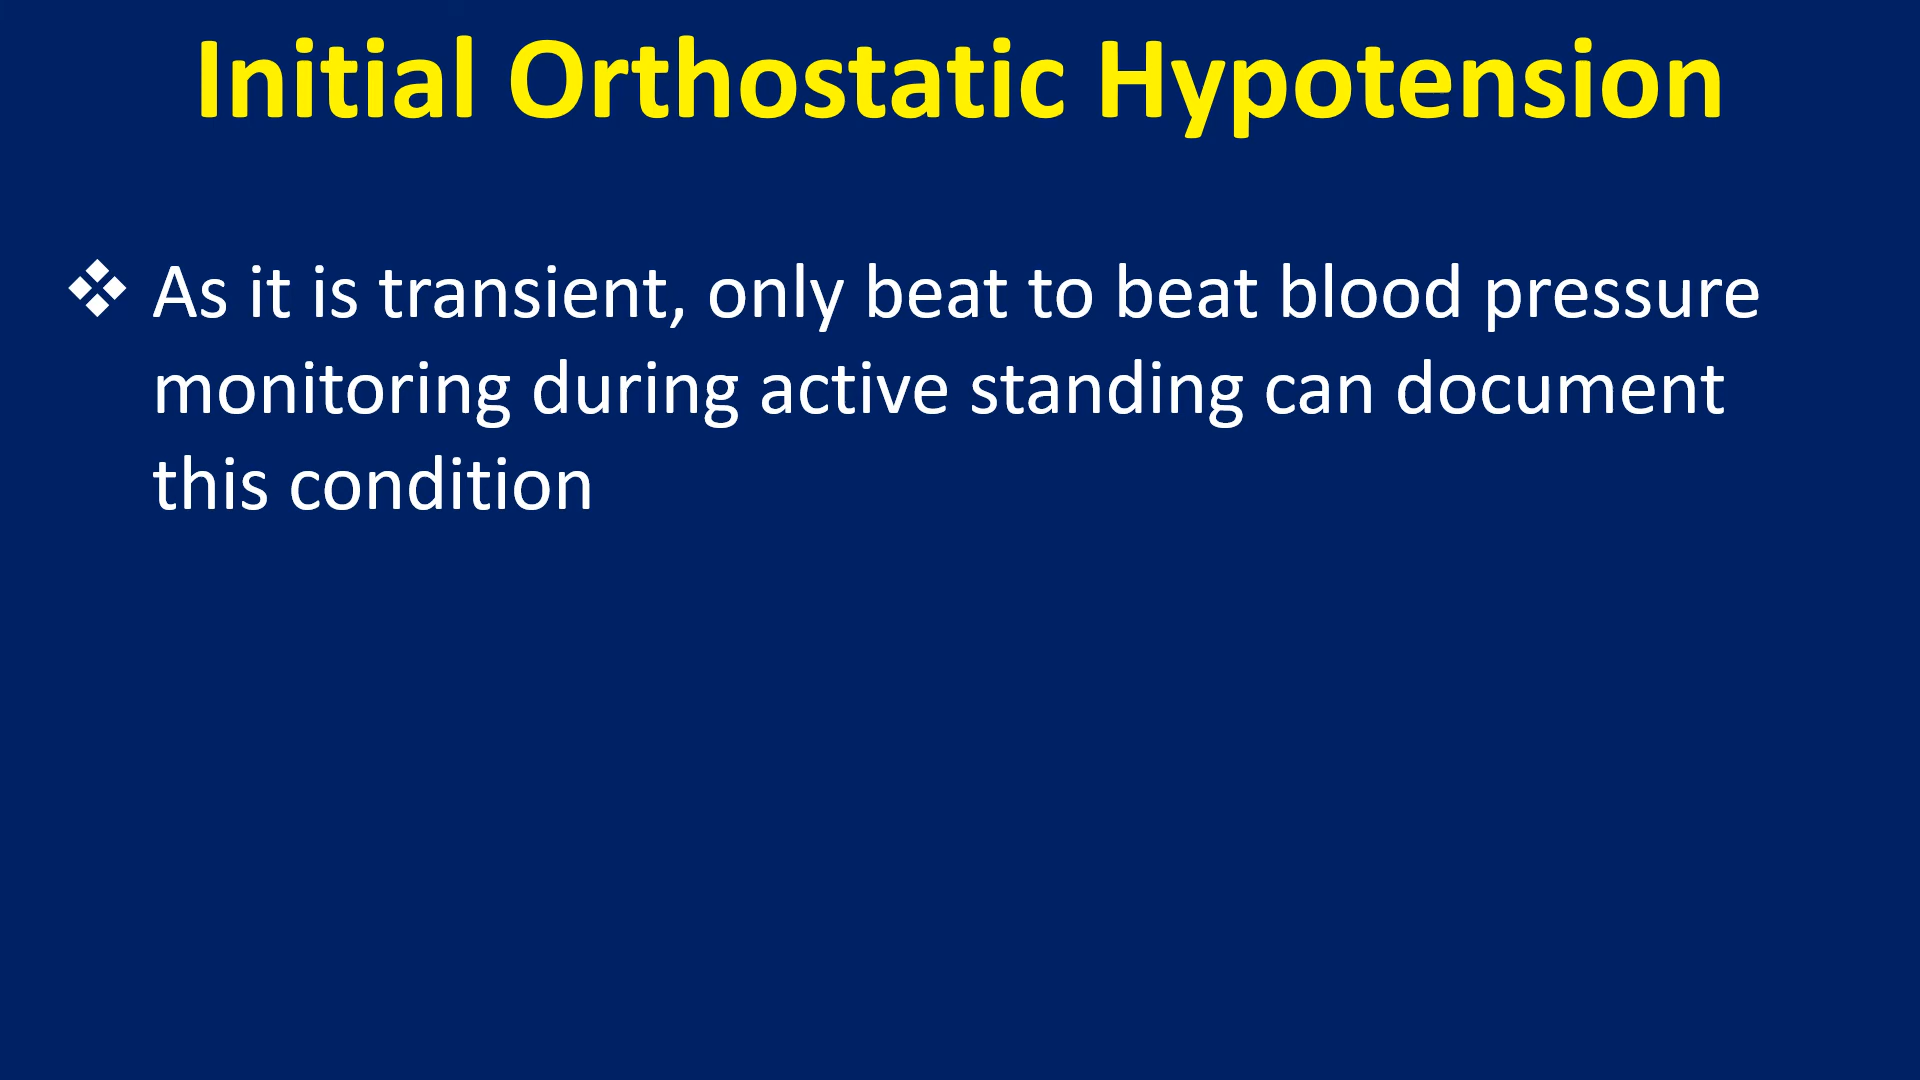 Initial Orthostatic Hypotension
❖ As it is transient, only beat to beat blood pressure
monitoring during active standing can document
this condition